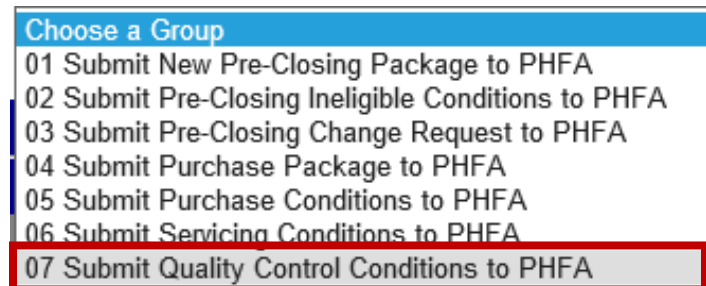 Choose a Group
01 Submit New Pre-Closing Package to PHFA
02 Submit Pre-Closing Ineligible Conditions to PHFA
03 Submit Pre-Closing Change Request to PHFA
04 Submit Purchase Package to PHFA
05 Submit Purchase Conditions to PHFA
06 Submit Servicing Conditions to PHFA
07 Submit Quality Control Conditions to PHFA